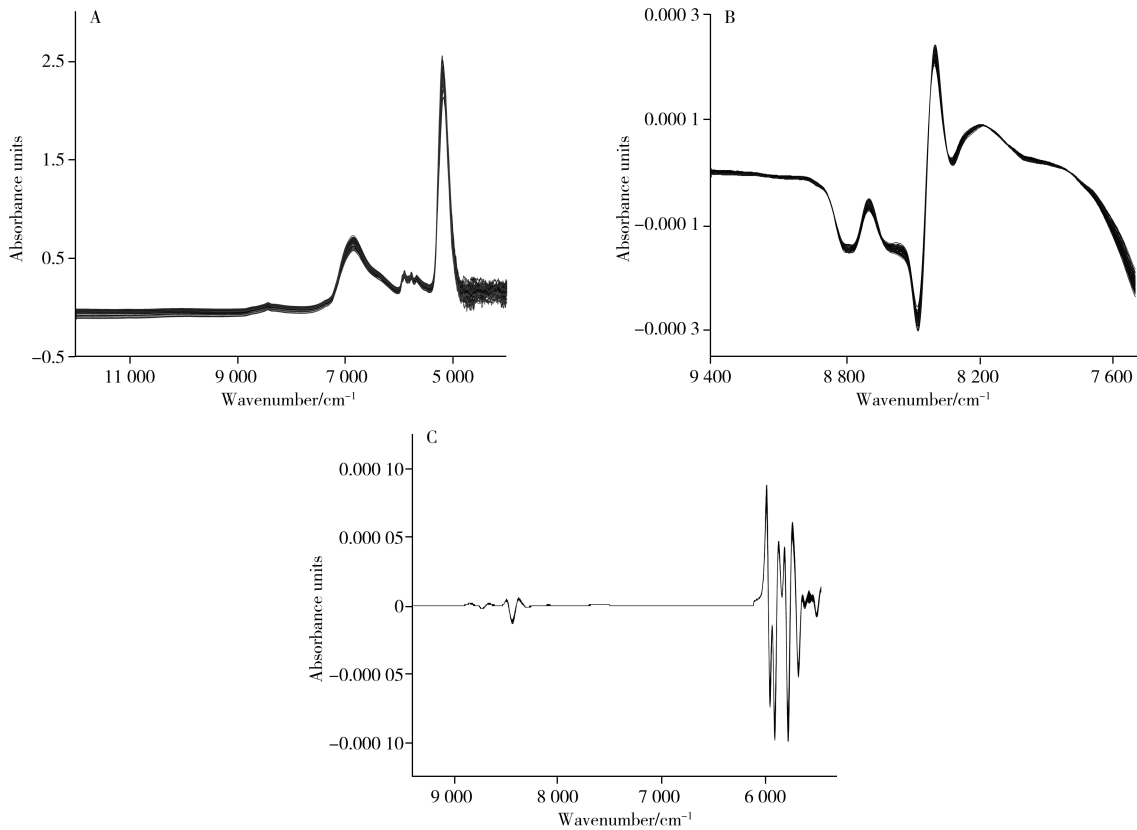 A
Absorbance units
2.5
1.5
0.5
−0.5
11 000 9 000 7 000 5 000
Wavenumber/cm⁻¹
B
Absorbance units
0.000 3
0.000 1
−0.000 1
−0.000 3
9 400 8 800 8 200 7 600
Wavenumber/cm⁻¹
C
Absorbance units
0.000 10
0.000 05
0
−0.000 05
−0.000 10
9 000 8 000 7 000 6 000
Wavenumber/cm⁻¹